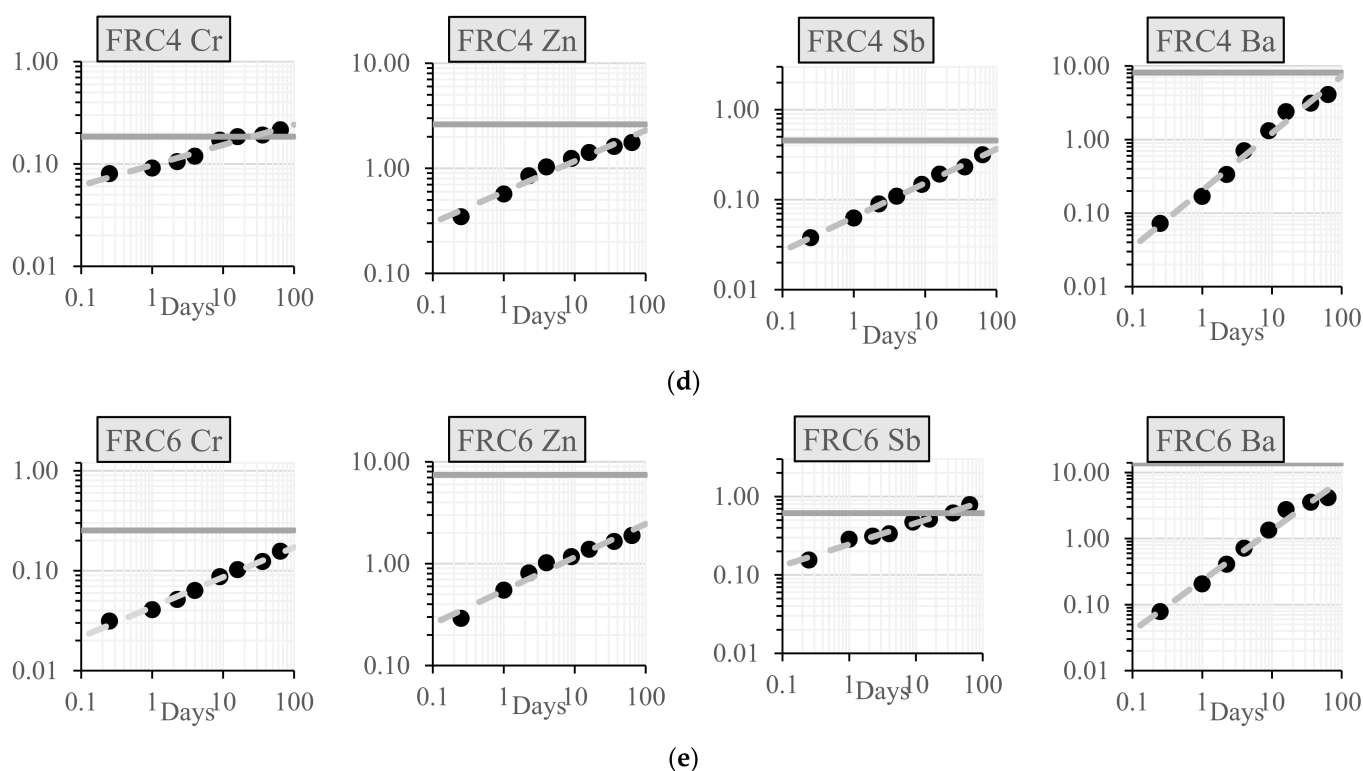 FRC4 Cr
FRC4 Zn
FRC4 Sb
FRC4 Ba
1.00
0.10
0.01
0.1 1 10 100
Days
10.00
1.00
0.10
0.1 1 10 100
Days
1.00
0.10
0.01
0.1 1 10 100
Days
10.00
1.00
0.10
0.01
0.1 1 10 100
Days
(d)
FRC6 Cr
FRC6 Zn
FRC6 Sb
FRC6 Ba
1.00
0.10
0.01
0.1 1 10 100
Days
10.00
1.00
0.10
0.1 1 10 100
Days
1.00
0.10
0.01
0.1 1 10 100
Days
10.00
1.00
0.10
0.01
0.1 1 10 100
Days
(e)